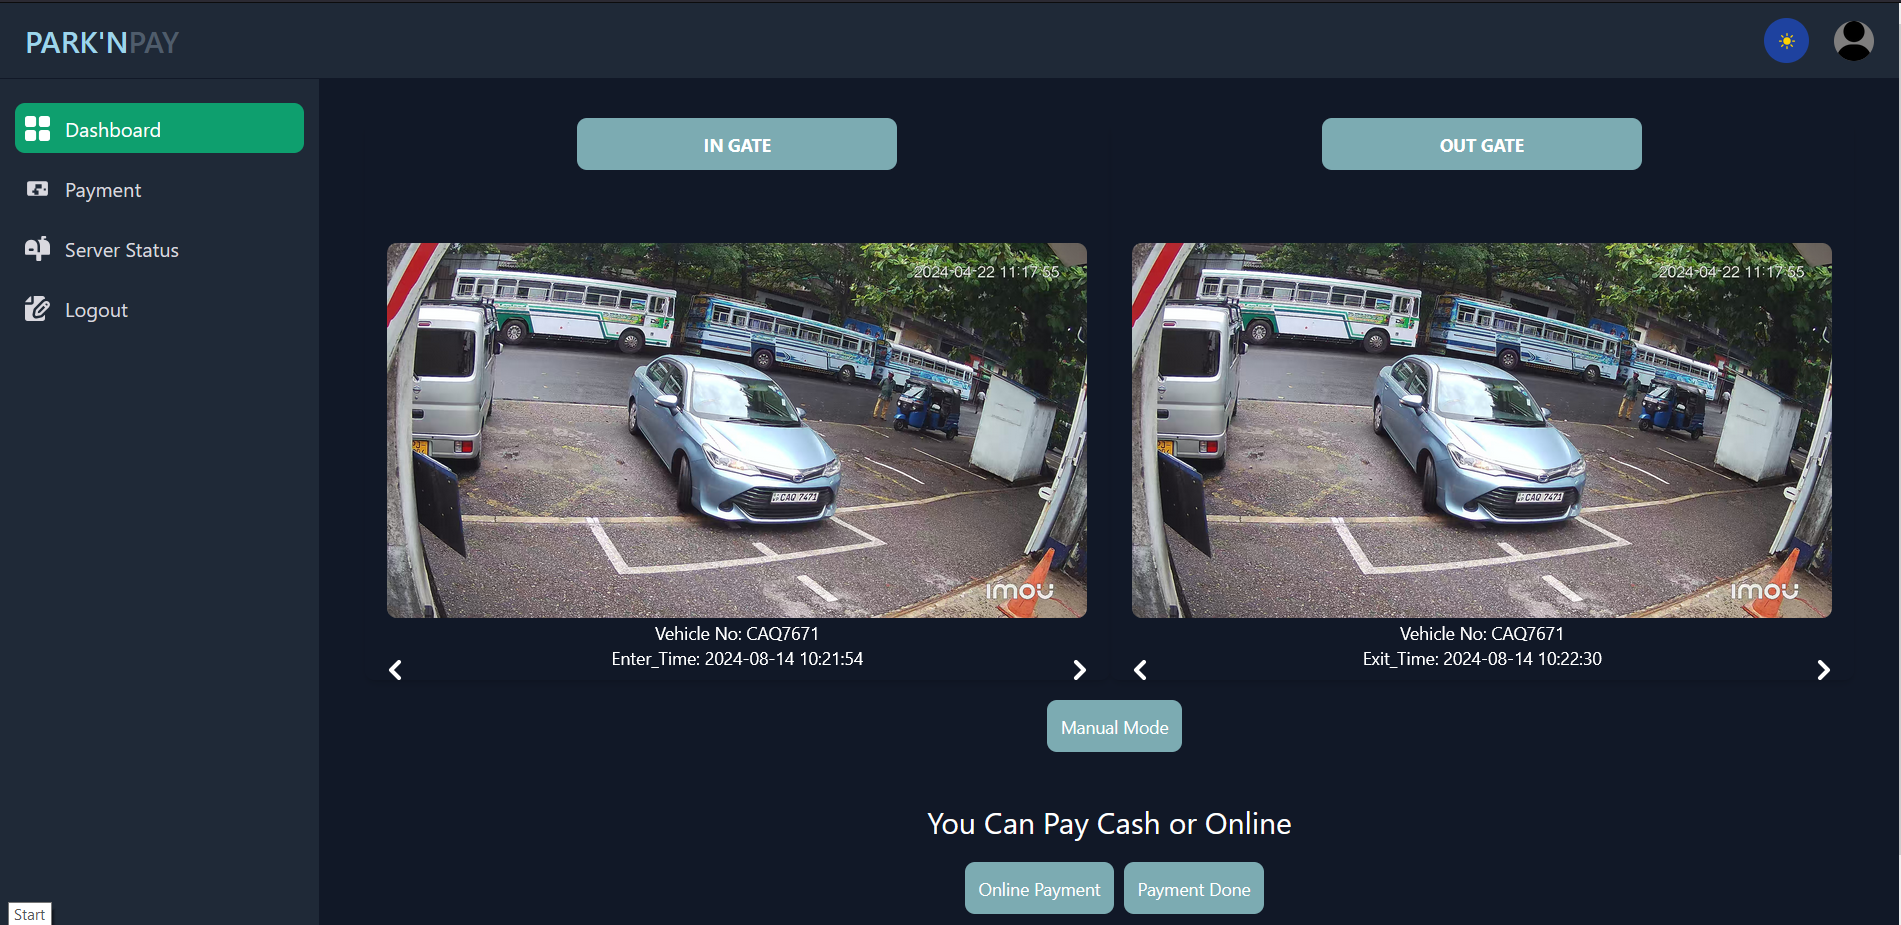 PARK'NPAY
Dashboard
Payment
Server Status
Logout
IN GATE
2024-04-22 11:17:55
CAQ 7471
imou
Vehicle No: CAQ7671
Enter_Time: 2024-08-14 10:21:54
OUT GATE
2024-04-22 11:17:55
CAQ 7471
imou
Vehicle No: CAQ7671
Exit_Time: 2024-08-14 10:22:30
Manual Mode
You Can Pay Cash or Online
Online Payment
Payment Done
Start